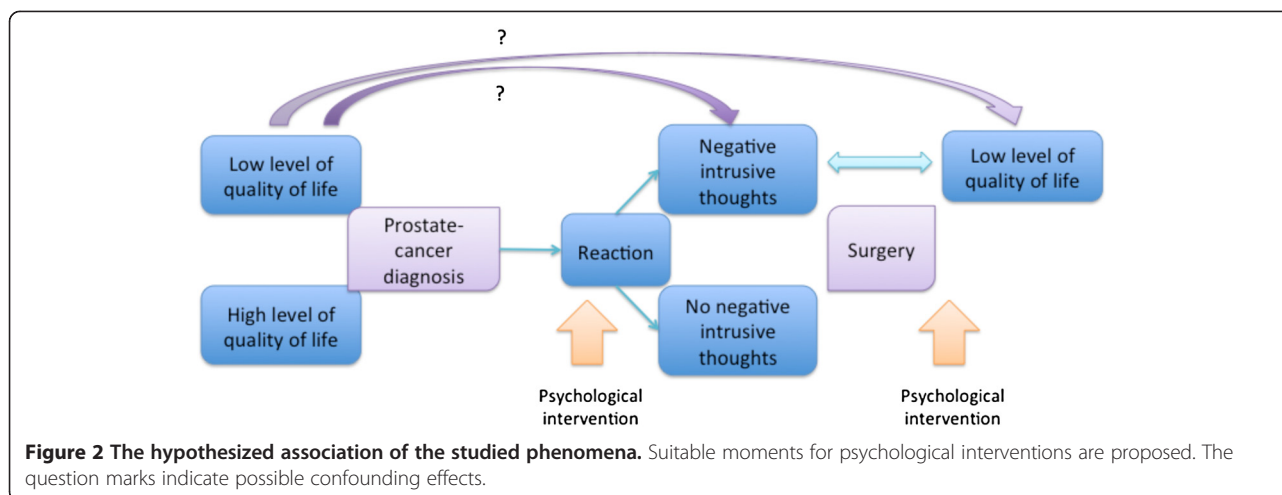 ?
?
Low level of
quality of life
Negative
intrusive
thoughts
Low level of
quality of life
Prostate-
cancer
diagnosis
Reaction
Surgery
High level of
quality of life
No negative
intrusive
thoughts
Psychological
intervention
Psychological
intervention
Figure 2 The hypothesized association of the studied phenomena. Suitable moments for psychological interventions are proposed. The
question marks indicate possible confounding effects.